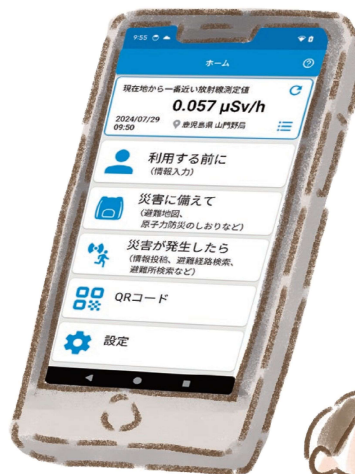 9:55
ホーム
現在地から一番近い放射線測定値
0.057 μSv/h
2024/07/29
09:50
鹿児島県 山門野局
利用する前に
(情報入力)
災害に備えて
(避難地図、
原子力防災のしおりなど)
災害が発生したら
(情報投稿、避難経路検索、
避難所検索など)
QRコード
設定